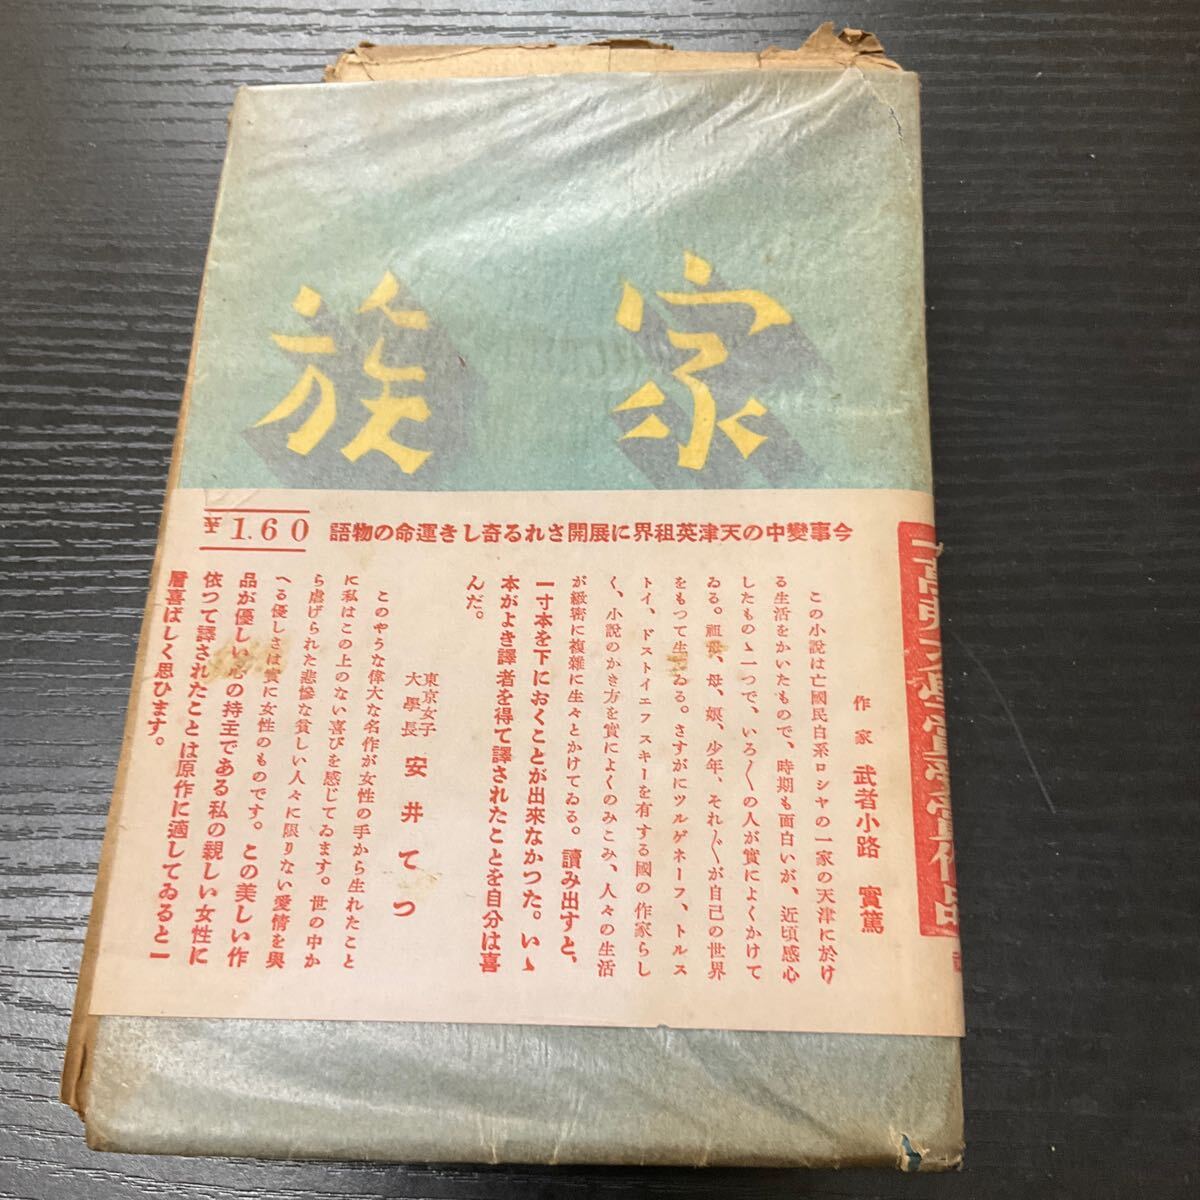 家族
今事變中の天津英租界に展開される奇しき運命の物語
¥1.60
作家 武者小路 實篤
この小説は亡國民白系ロシヤの一家の天津に於け
る生活をかいたもので、時期も面白いが、近頃感心
したものゝ一つで、いろ〱の人が實によくかけて
ゐる。祖母、母、娘、少年、それ〲が自己の世界
をもつて生きゐる。さすがにツルゲネーフ、トルス
トイ、ドストイエフスキーを有する國の作家らし
く、小説のかき方を實によくのみこみ、人々の生活
が緻密に複雜に生々とかけてゐる。讀み出すと、
一寸本を下におくことが出來なかつた。いゝ
本がよき譯者を得て譯されたことを自分は喜
んだ。
東京女子
大學長 安井てつ
このやうな偉大な名作が女性の手から生れたこと
に私はこの上のない喜びを感じてゐます。世の中か
ら虐げられた悲慘な貧しい人々に限りない愛情を與
へる優しさは實に女性のものです。この美しい作
品が優しい心の持主である私の親しい女性に
依つて譯されたことは原作に適してゐると一
層喜ばしく思ひます。